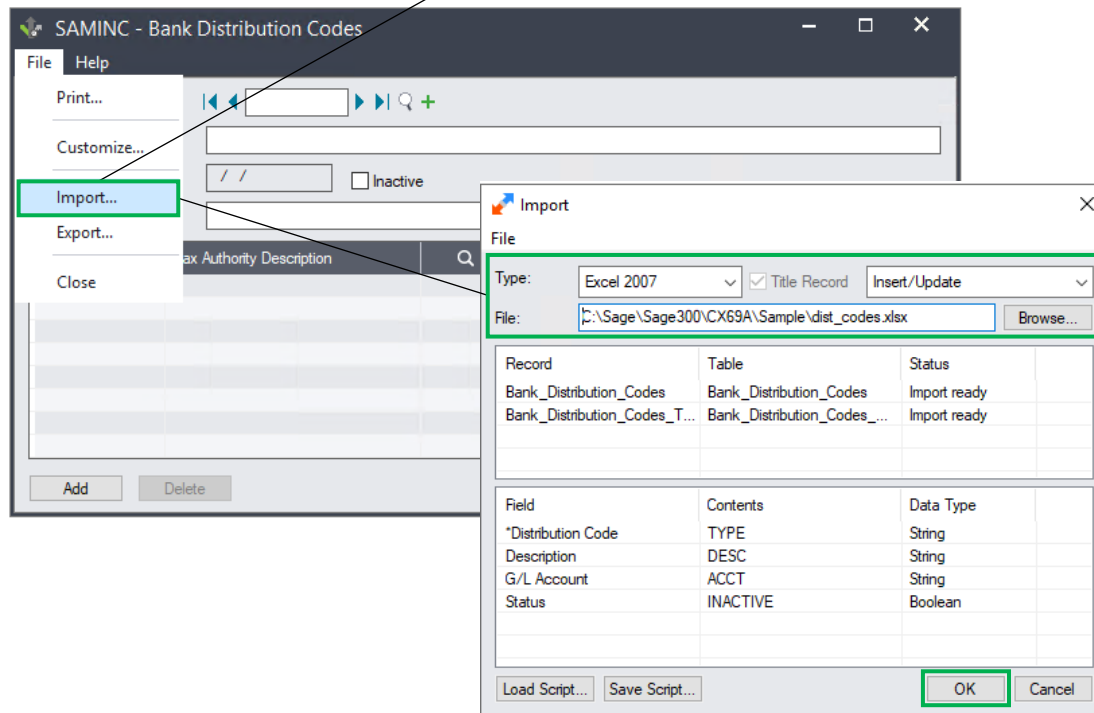 SAMINC - Bank Distribution Codes
File Help
Print...
Customize...
/ /
Inactive
Import...
Export...
ax Authority Description
Close
Add Delete
Import
File
Type: Excel 2007 Title Record Insert/Update
File: C:\Sage\Sage300\CX69A\Sample\dist_codes.xlsx Browse...
Record Table Status
Bank_Distribution_Codes Bank_Distribution_Codes Import ready
Bank_Distribution_Codes_T... Bank_Distribution_Codes_... Import ready
Field Contents Data Type
*Distribution Code TYPE String
Description DESC String
G/L Account ACCT String
Status INACTIVE Boolean
Load Script... Save Script... OK Cancel